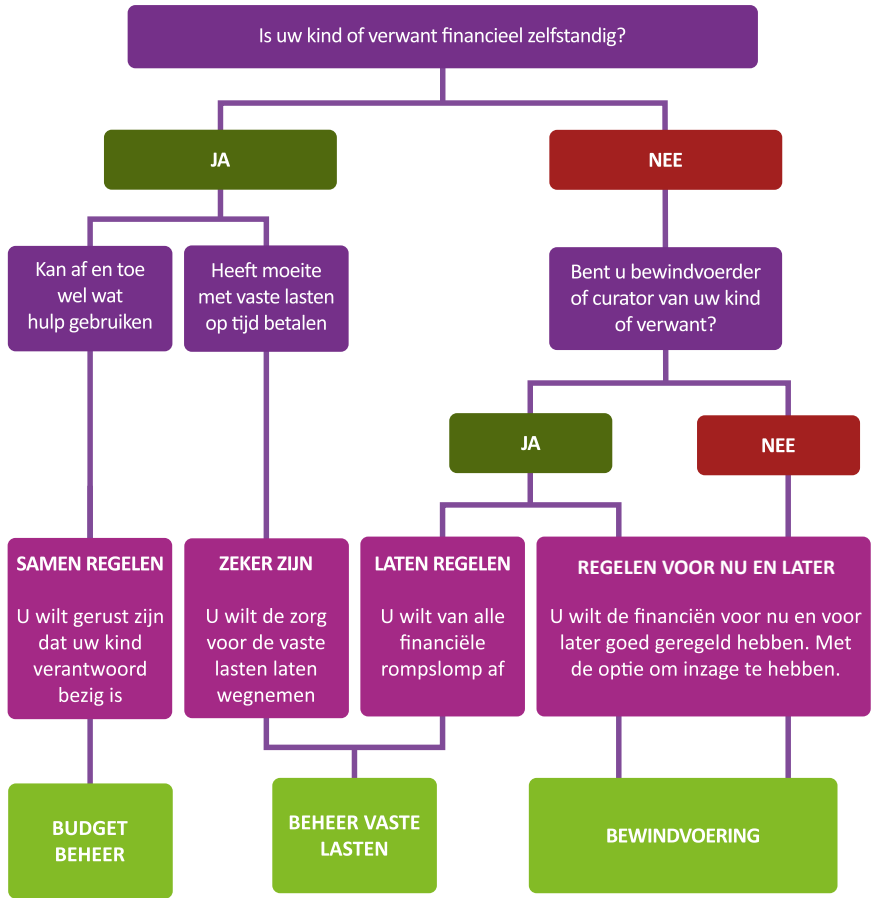 Is uw kind of verwant financieel zelfstandig?
JA
NEE
Kan af en toe
wel wat
hulp gebruiken
Heeft moeite
met vaste lasten
op tijd betalen
Bent u bewindvoerder
of curator van uw kind
of verwant?
JA
NEE
SAMEN REGELEN
U wilt gerust zijn
dat uw kind
verantwoord
bezig is
ZEKER ZIJN
U wilt de zorg
voor de vaste
lasten laten
wegnemen
LATEN REGELEN
U wilt van alle
financiële
rompslomp af
REGELEN VOOR NU EN LATER
U wilt de financiën voor nu en voor
later goed geregeld hebben. Met
de optie om inzage te hebben.
BUDGET
BEHEER
BEHEER VASTE
LASTEN
BEWINDVOERING